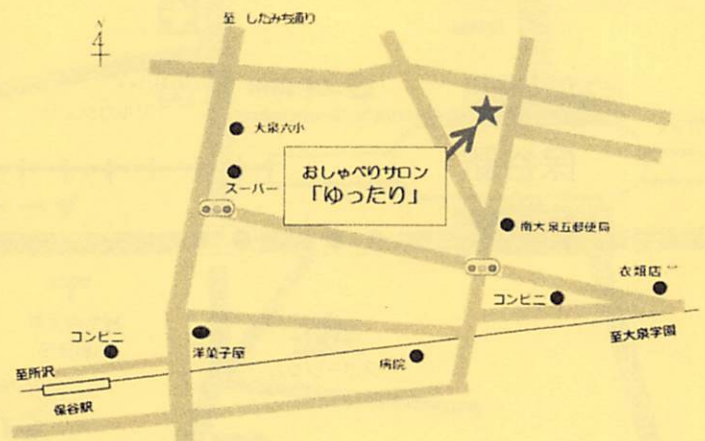 至 したみち通り
4
大泉六小
スーパー
おしゃべりサロン
「ゆったり」
南大泉五郵便局
衣類店
コンビニ
至大泉学園
コンビニ
洋菓子屋
病院
至所沢
保谷駅